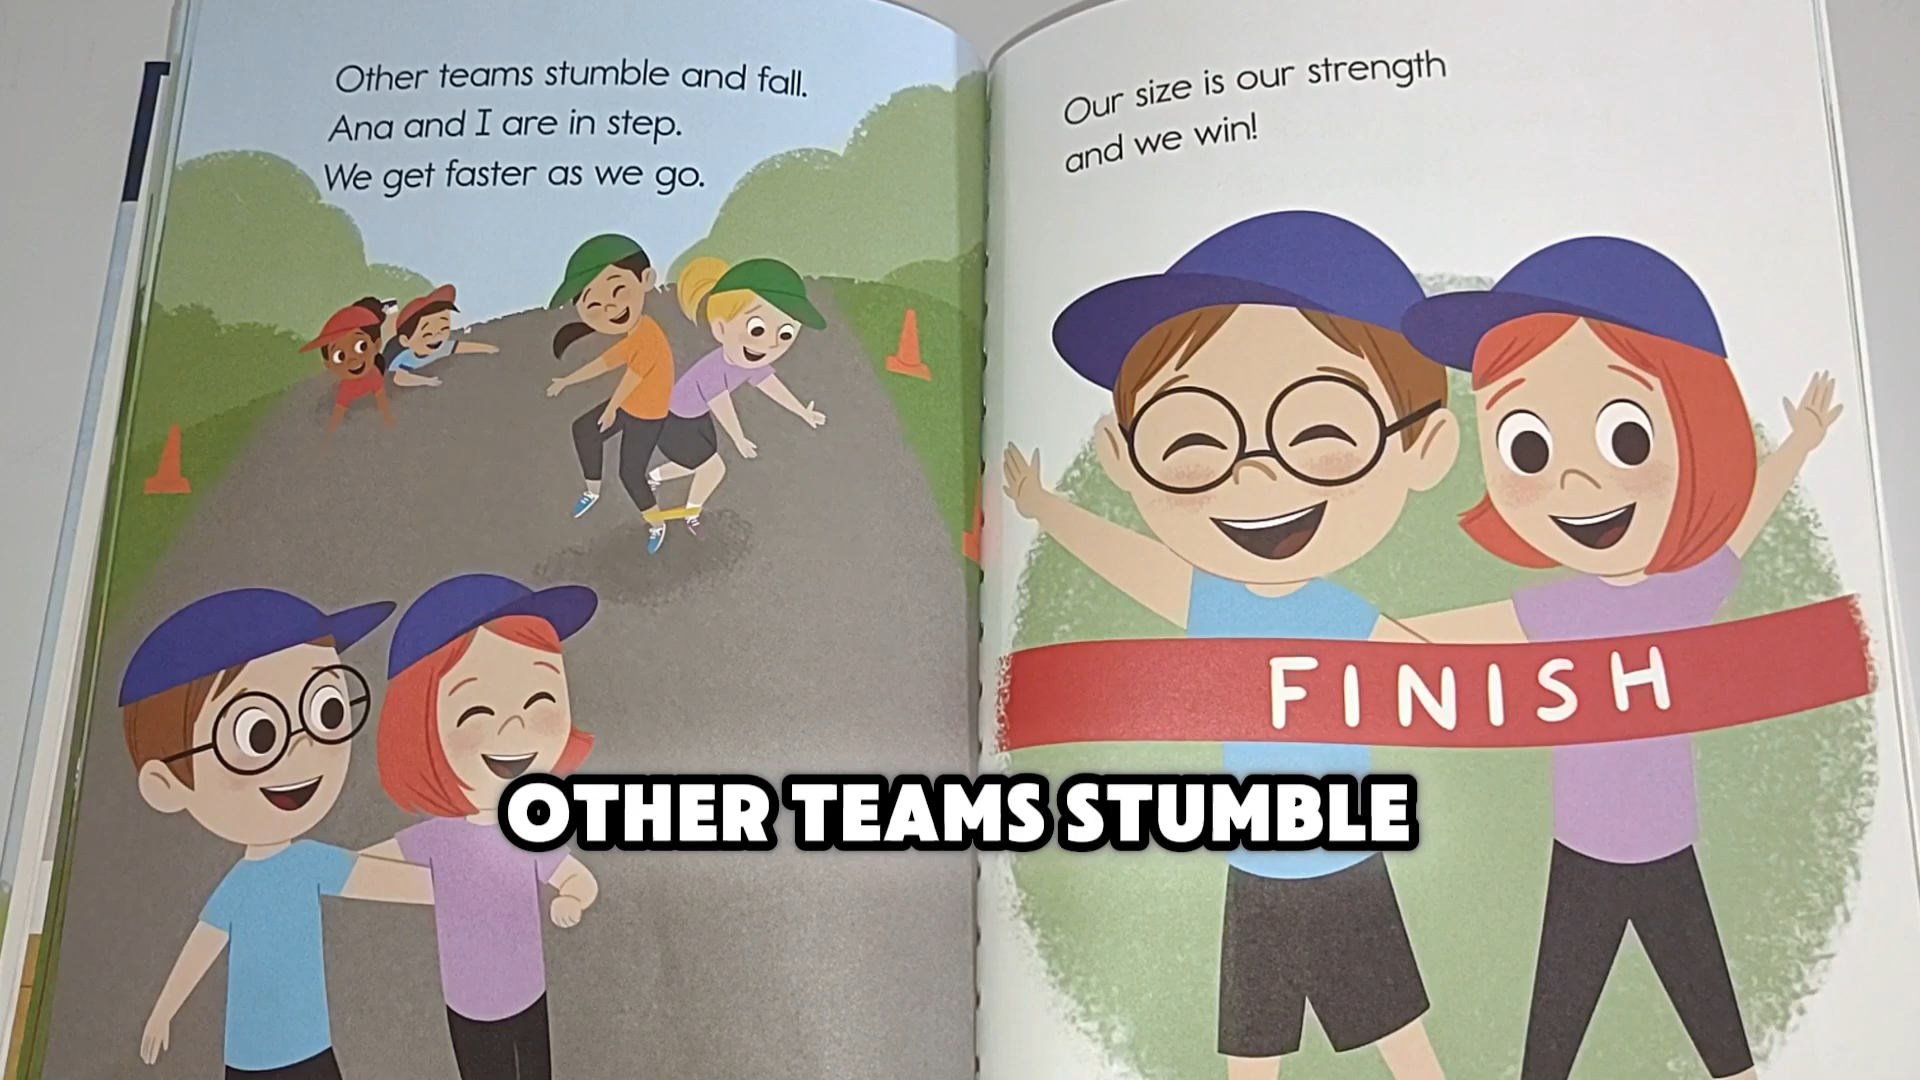 Other teams stumble and fall.
Ana and I are in step.
We get faster as we go.
Our size is our strength
and we win!
FINISH
OTHER TEAMS STUMBLE